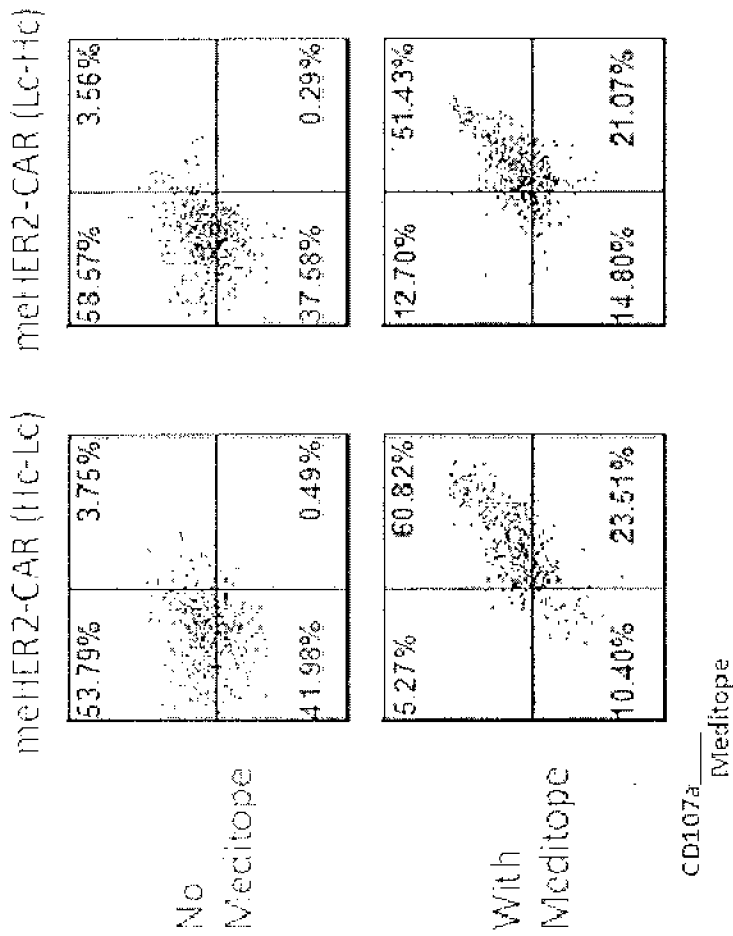 meHER2-CAR (Hc-Lc)
meHER2-CAR (Lc-Hc)
No
Meditope
53.79%
3.75%
41.98%
0.49%
58.57%
3.56%
37.58%
0.29%
With
Meditope
5.27%
60.82%
10.40%
23.51%
12.70%
51.43%
14.80%
21.07%
CD107a
Meditope